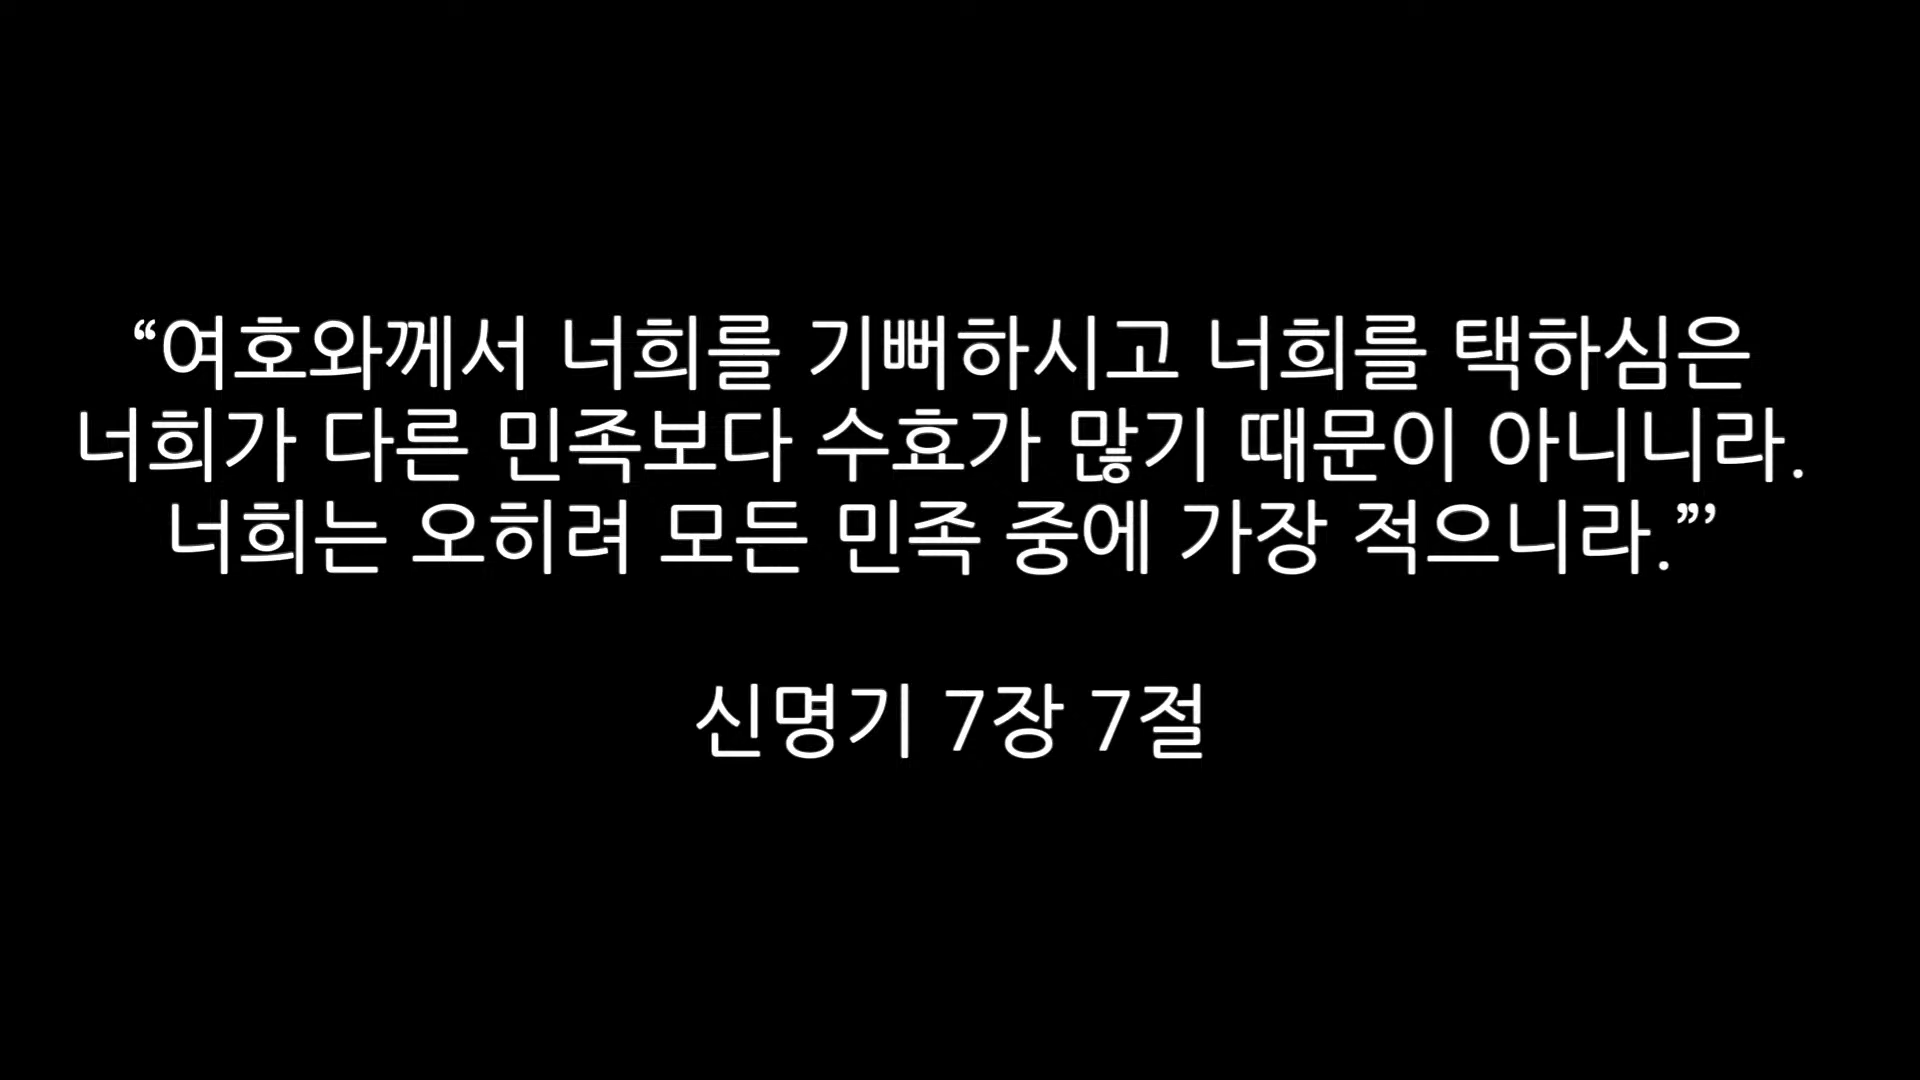 “여호와께서 너희를 기뻐하시고 너희를 택하심은
너희가 다른 민족보다 수효가 많기 때문이 아니니라.
너희는 오히려 모든 민족 중에 가장 적으니라.”’
신명기 7장 7절